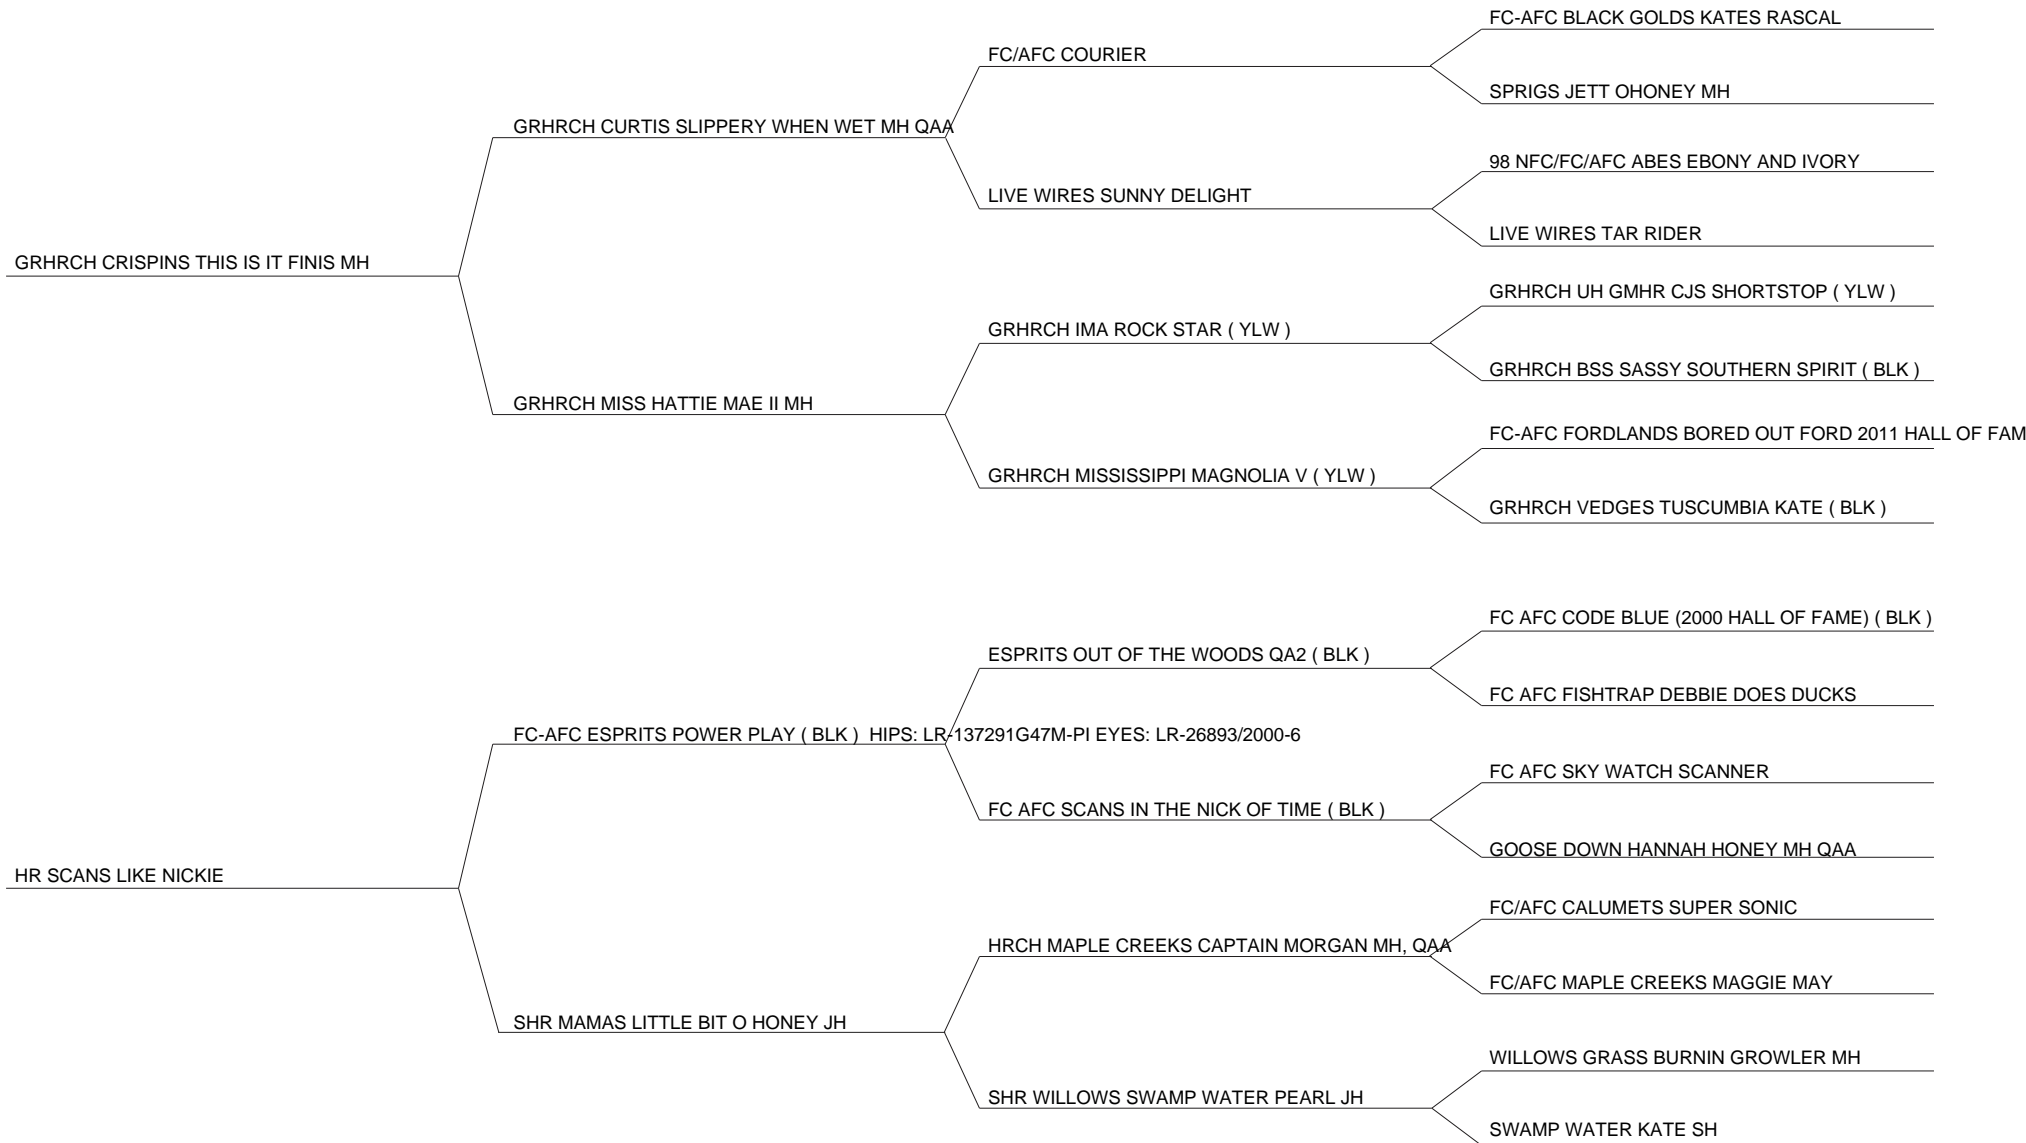 FC-AFC BLACK GOLDS KATES RASCAL
FC/AFC COURIER
SPRIGS JETT OHONEY MH
GRHRCH CURTIS SLIPPERY WHEN WET MH QAA
98 NFC/FC/AFC ABES EBONY AND IVORY
LIVE WIRES SUNNY DELIGHT
LIVE WIRES TAR RIDER
GRHRCH CRISPINS THIS IS IT FINIS MH
GRHRCH UH GMHR CJS SHORTSTOP ( YLW )
GRHRCH IMA ROCK STAR ( YLW )
GRHRCH BSS SASSY SOUTHERN SPIRIT ( BLK )
GRHRCH MISS HATTIE MAE II MH
FC-AFC FORDLANDS BORED OUT FORD 2011 HALL OF FAM
GRHRCH MISSISSIPPI MAGNOLIA V ( YLW )
GRHRCH VEDGES TUSCUMBIA KATE ( BLK )
FC AFC CODE BLUE (2000 HALL OF FAME) ( BLK )
ESPRITS OUT OF THE WOODS QA2 ( BLK )
FC AFC FISHTRAP DEBBIE DOES DUCKS
FC-AFC ESPRITS POWER PLAY ( BLK )  HIPS: LR-137291G47M-PI EYES: LR-26893/2000-6
FC AFC SKY WATCH SCANNER
FC AFC SCANS IN THE NICK OF TIME ( BLK )
GOOSE DOWN HANNAH HONEY MH QAA
HR SCANS LIKE NICKIE
FC/AFC CALUMETS SUPER SONIC
HRCH MAPLE CREEKS CAPTAIN MORGAN MH, QAA
FC/AFC MAPLE CREEKS MAGGIE MAY
SHR MAMAS LITTLE BIT O HONEY JH
WILLOWS GRASS BURNIN GROWLER MH
SHR WILLOWS SWAMP WATER PEARL JH
SWAMP WATER KATE SH